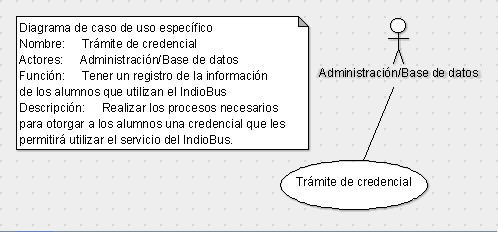 Diagrama de caso de uso específico
Nombre: Trámite de credencial
Actores: Administración/Base de datos
Función: Tener un registro de la información
de los alumnos que utilizan el IndioBus
Descripción: Realizar los procesos necesarios
para otorgar a los alumnos una credencial que les
permitirá utilizar el servicio del IndioBus.
Administración/Base de datos
Trámite de credencial